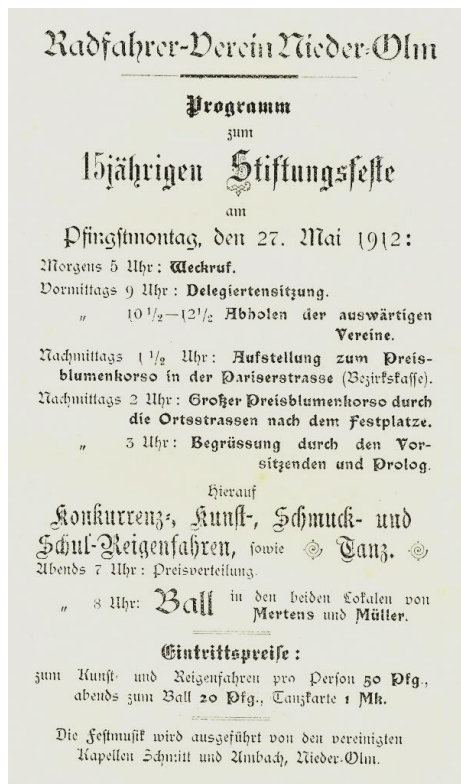 Radfahrer-Verein Nieder-Olm
Programm
zum
15jährigen Stiftungsfeste
am
Pfingstmontag, den 27. Mai 1912:
Morgens 5 Uhr: Weckruf.
Vormittags 9 Uhr: Delegiertensitzung.
„ 10 1/2—12 1/2 Abholen der auswärtigen
Vereine.
Nachmittags 1 1/2 Uhr: Aufstellung zum Preis-
blumenkorso in der Pariserstrasse (Bezirkskasse).
Nachmittags 2 Uhr: Großer Preisblumenkorso durch
die Ortsstrassen nach dem Festplatze.
„ 3 Uhr: Begrüssung durch den Vor-
sitzenden und Prolog.
Hierauf
Konkurrenz-, Kunst-, Schmuck- und
Schul-Reigenfahren, sowie Tanz.
Abends 7 Uhr: Preisverteilung.
„ 8 Uhr: Ball in den beiden Lokalen von
Mertens und Müller.
Eintrittspreise:
zum Kunst- und Reigenfahren pro Person 50 Pfg.,
abends zum Ball 20 Pfg., Tanzkarte 1 Mk.
Die Festmusik wird ausgeführt von den vereinigten
Kapellen Schmitt und Ambach, Nieder-Olm.